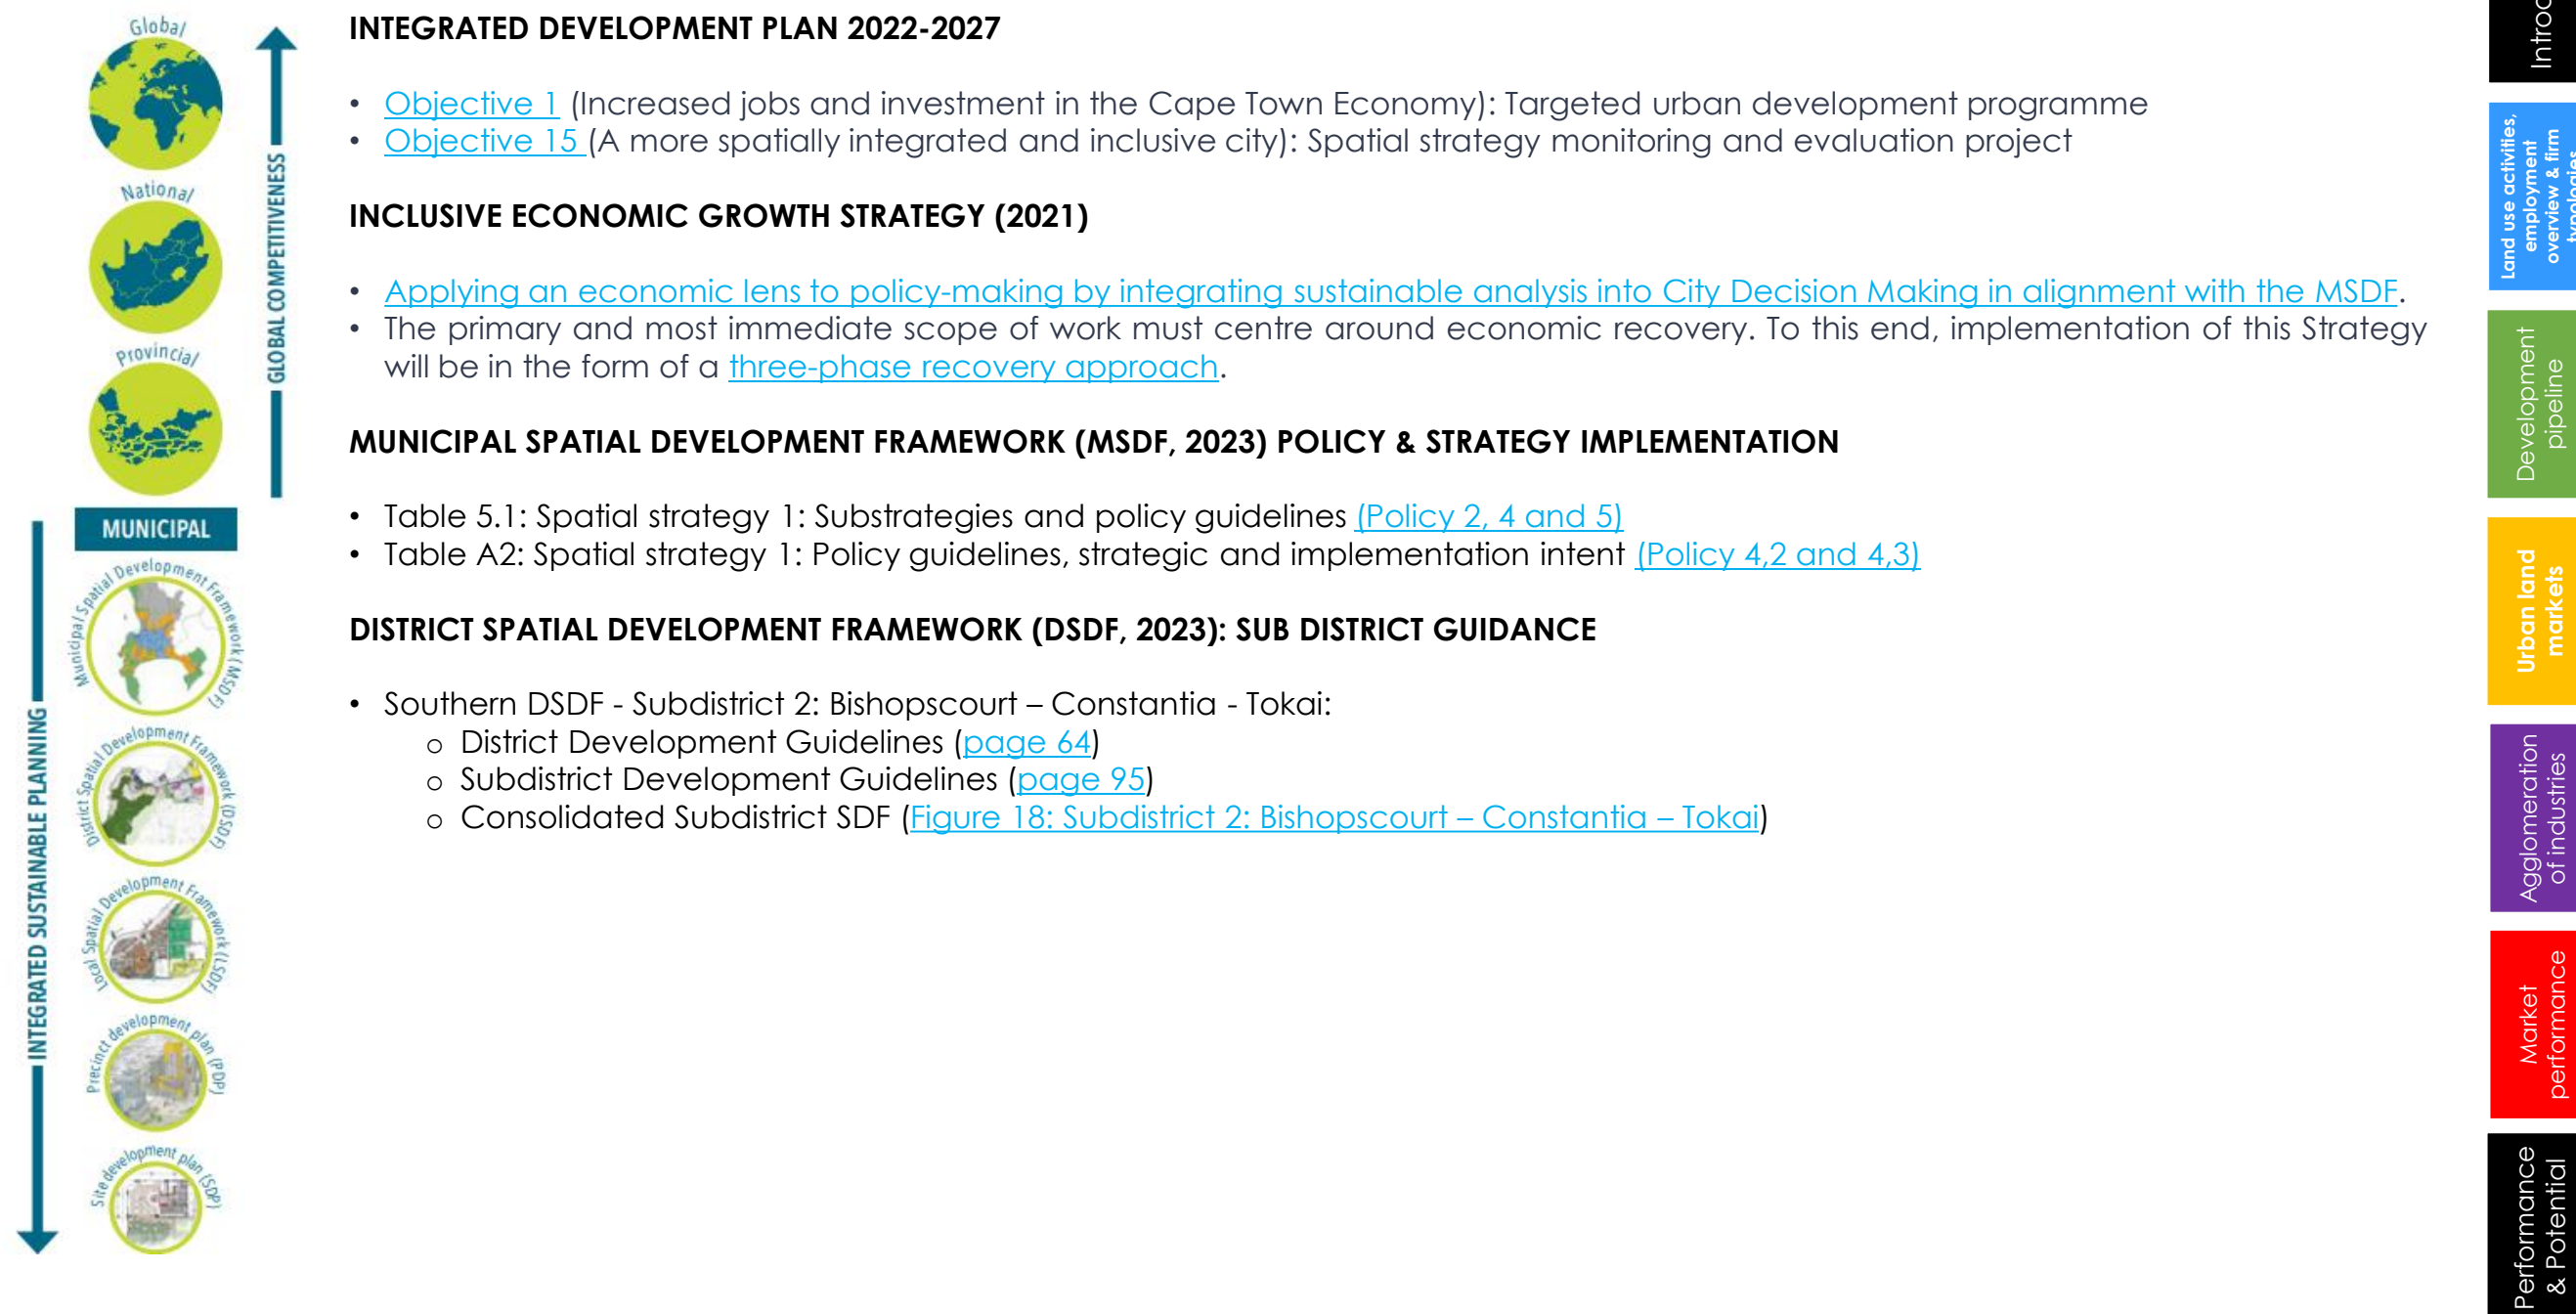 Global
National
Provincial
GLOBAL COMPETITIVENESS
MUNICIPAL
Municipal Spatial Development Framework (MSDF)
District Spatial Development Framework (DSDF)
Local Spatial Development Framework (LSDF)
Precinct development plan (PDP)
Site development plan (SDP)
INTEGRATED SUSTAINABLE PLANNING
INTEGRATED DEVELOPMENT PLAN 2022-2027
• Objective 1 (Increased jobs and investment in the Cape Town Economy): Targeted urban development programme
• Objective 15 (A more spatially integrated and inclusive city): Spatial strategy monitoring and evaluation project
INCLUSIVE ECONOMIC GROWTH STRATEGY (2021)
• Applying an economic lens to policy-making by integrating sustainable analysis into City Decision Making in alignment with the MSDF.
• The primary and most immediate scope of work must centre around economic recovery. To this end, implementation of this Strategy
will be in the form of a three-phase recovery approach.
MUNICIPAL SPATIAL DEVELOPMENT FRAMEWORK (MSDF, 2023) POLICY & STRATEGY IMPLEMENTATION
• Table 5.1: Spatial strategy 1: Substrategies and policy guidelines (Policy 2, 4 and 5)
• Table A2: Spatial strategy 1: Policy guidelines, strategic and implementation intent (Policy 4,2 and 4,3)
DISTRICT SPATIAL DEVELOPMENT FRAMEWORK (DSDF, 2023): SUB DISTRICT GUIDANCE
• Southern DSDF - Subdistrict 2: Bishopscourt – Constantia - Tokai:
o District Development Guidelines (page 64)
o Subdistrict Development Guidelines (page 95)
o Consolidated Subdistrict SDF (Figure 18: Subdistrict 2: Bishopscourt – Constantia – Tokai)
Introd
Land use activities,
employment
overview & firm
typologies
Development
pipeline
Urban land
markets
Agglomeration
of industries
Market
performance
Performance
& Potential